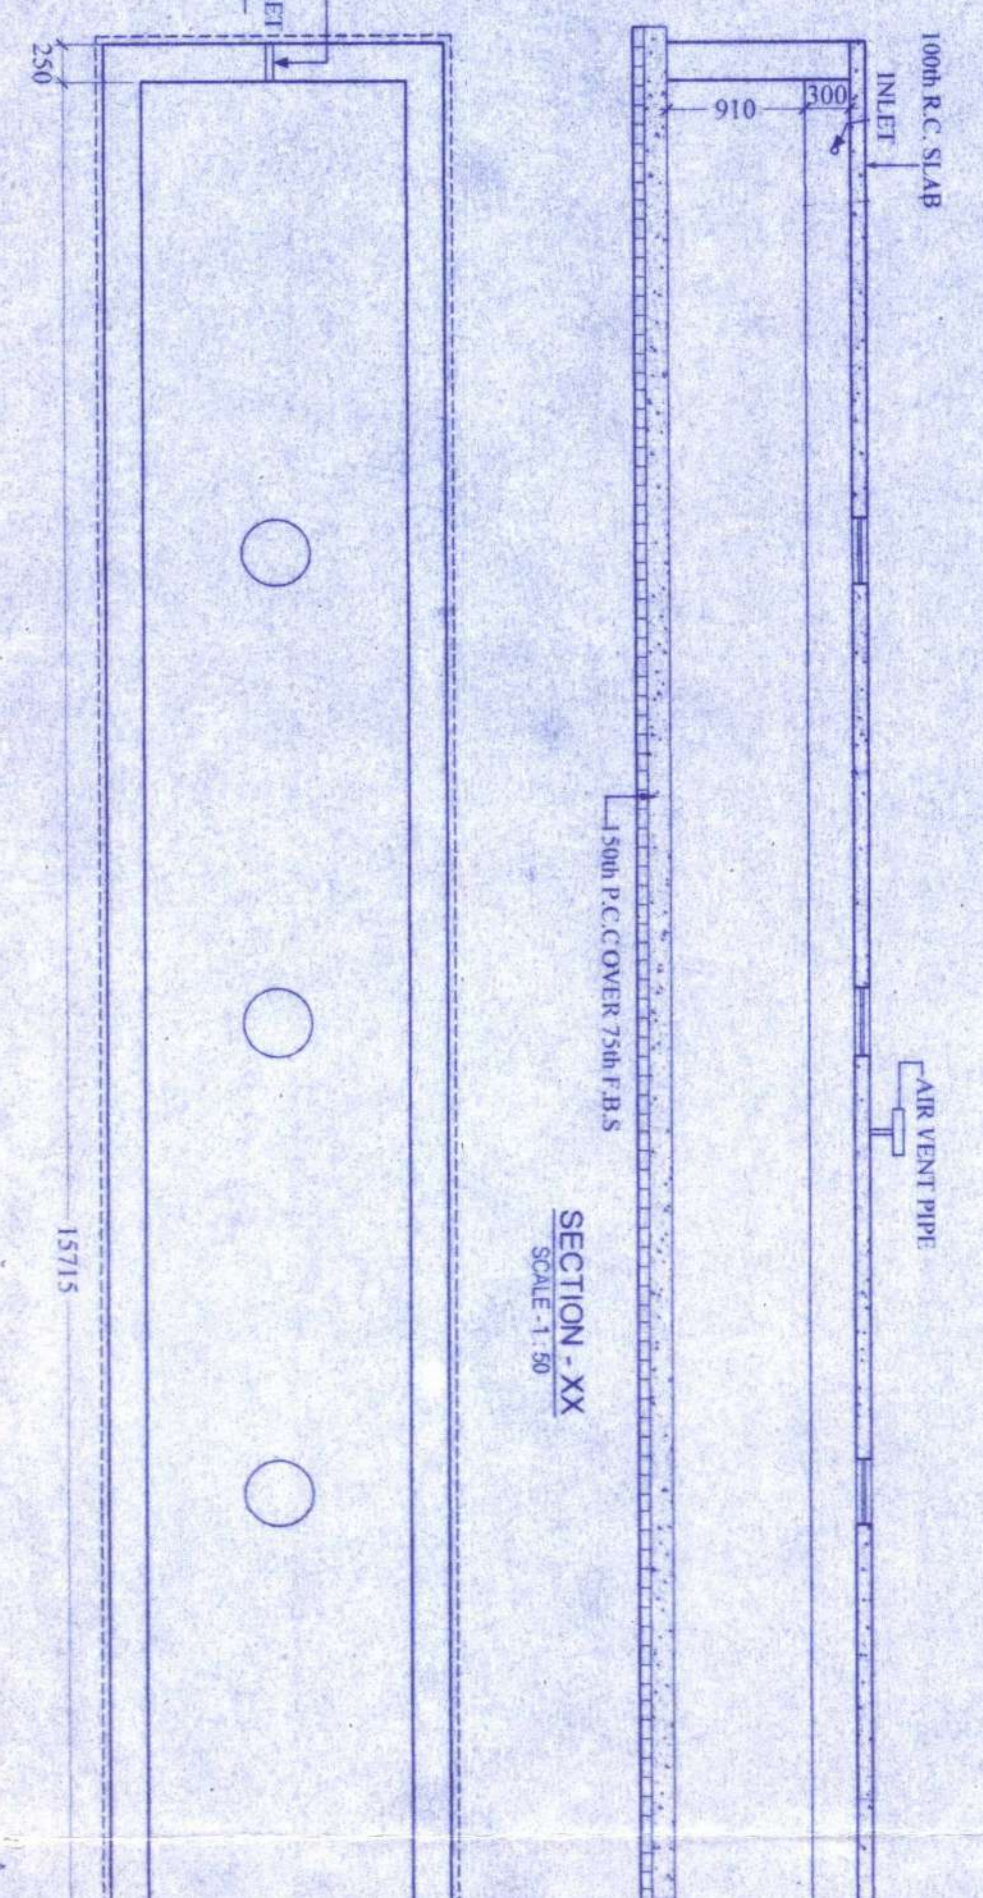 100th R.C. SLAB
INLET
AIR VENT PIPE
300
910
150th P.C.C OVER 75th F.B.S
SECTION - XX
SCALE - 1 : 50
250
15715